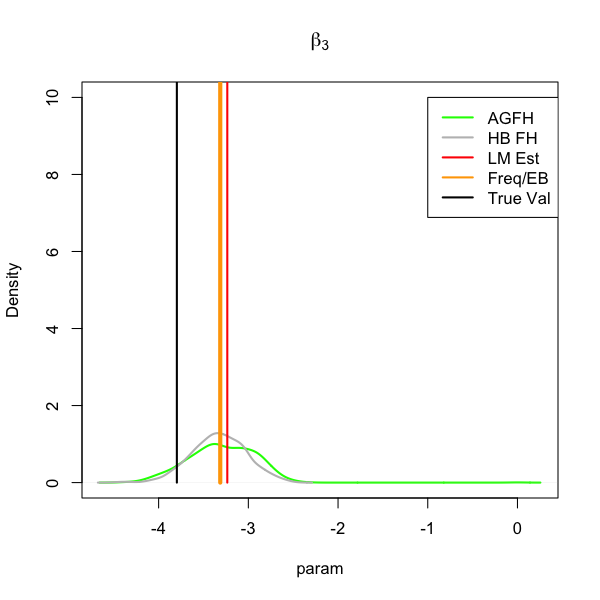 β3
10
8
6
4
2
0
Density
AGFH
HB FH
LM Est
Freq/EB
True Val
-4 -3 -2 -1 0
param